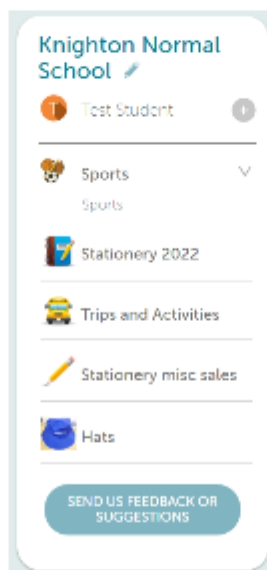 Knighton Normal
School
T Test Student
Sports
Sports
Stationery 2022
Trips and Activities
Stationery misc sales
Hats
SEND US FEEDBACK OR
SUGGESTIONS